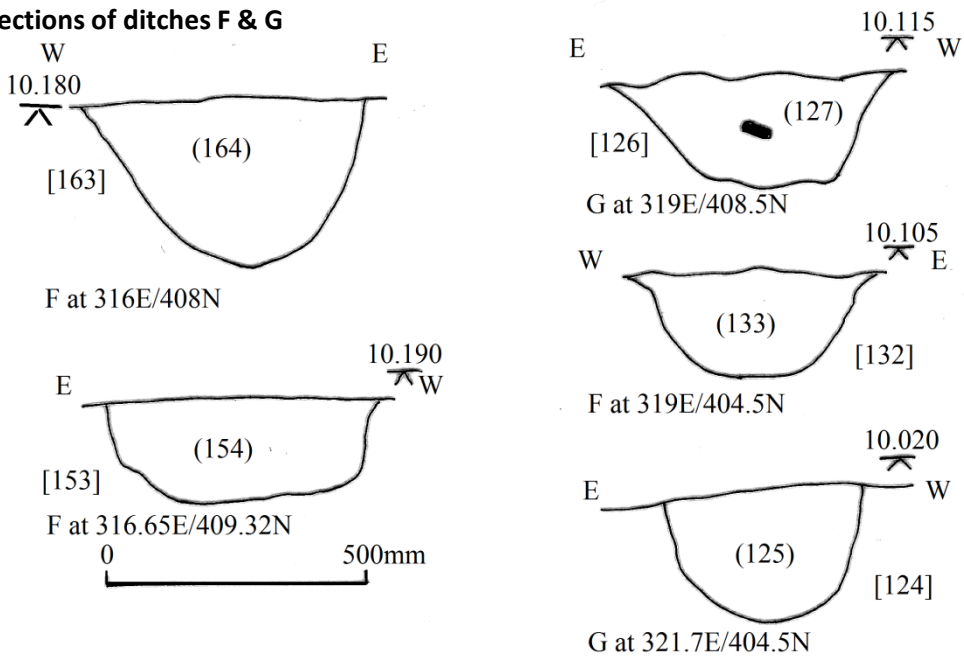 ections of ditches F & G
W E
10.180
(164)
[163]
F at 316E/408N
10.190
E W
(154)
[153]
F at 316.65E/409.32N
0 500mm
10.115
E W
(127)
[126]
G at 319E/408.5N
10.105
W E
(133)
[132]
F at 319E/404.5N
10.020
E W
(125)
[124]
G at 321.7E/404.5N